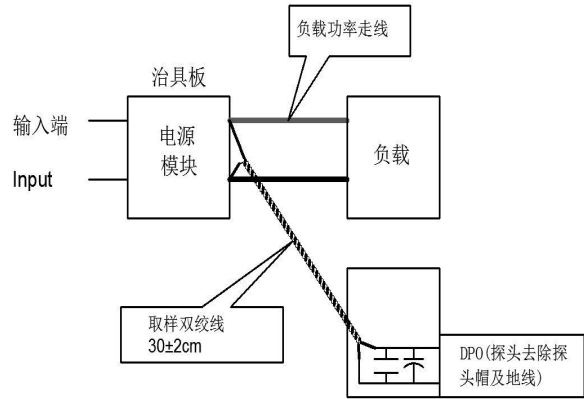 负载功率走线
治具板
输入端
Input
电源
模块
负载
取样双绞线
30±2cm
DPO(探头去除探
头帽及地线)